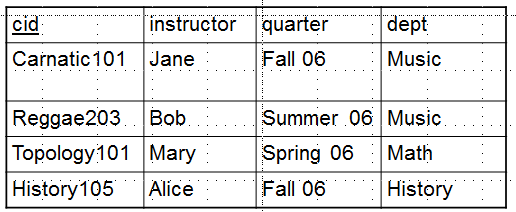 cid instructor quarter dept
Carnatic101 Jane Fall 06 Music
Reggae203 Bob Summer 06 Music
Topology101 Mary Spring 06 Math
History105 Alice Fall 06 History